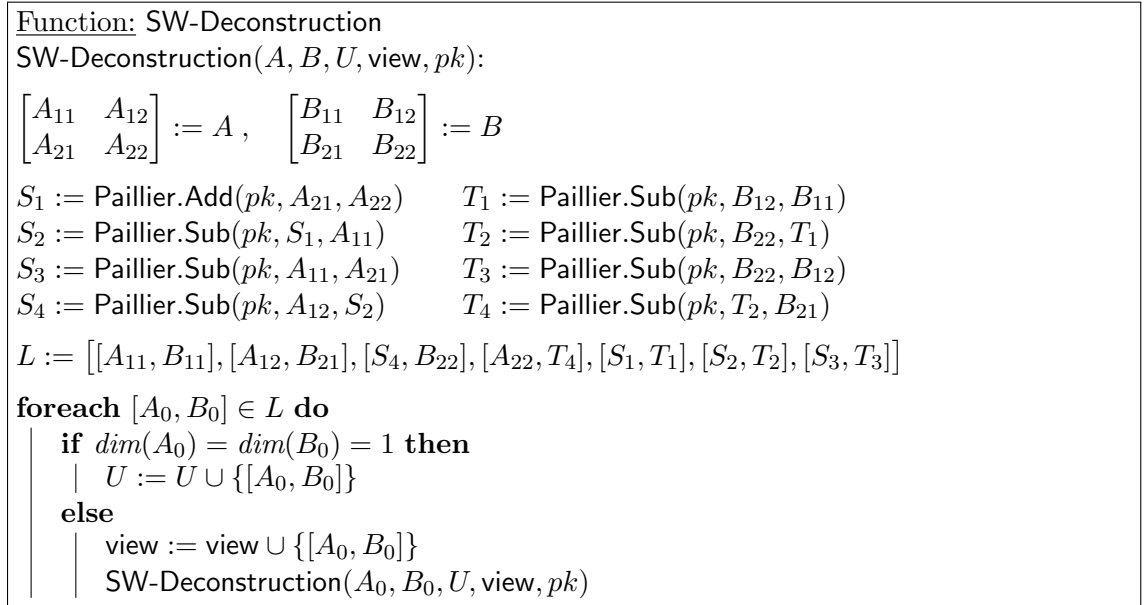 Function: SW-Deconstruction
SW-Deconstruction(A, B, U, view, pk):
[A₁₁ A₁₂; A₂₁ A₂₂] := A , [B₁₁ B₁₂; B₂₁ B₂₂] := B
S₁ := Paillier.Add(pk, A₂₁, A₂₂) T₁ := Paillier.Sub(pk, B₁₂, B₁₁)
S₂ := Paillier.Sub(pk, S₁, A₁₁) T₂ := Paillier.Sub(pk, B₂₂, T₁)
S₃ := Paillier.Sub(pk, A₁₁, A₂₁) T₃ := Paillier.Sub(pk, B₂₂, B₁₂)
S₄ := Paillier.Sub(pk, A₁₂, S₂) T₄ := Paillier.Sub(pk, T₂, B₂₁)
L := [[A₁₁, B₁₁], [A₁₂, B₂₁], [S₄, B₂₂], [A₂₂, T₄], [S₁, T₁], [S₂, T₂], [S₃, T₃]]
foreach [A₀, B₀] ∈ L do
if dim(A₀) = dim(B₀) = 1 then
U := U ∪ {[A₀, B₀]}
else
view := view ∪ {[A₀, B₀]}
SW-Deconstruction(A₀, B₀, U, view, pk)